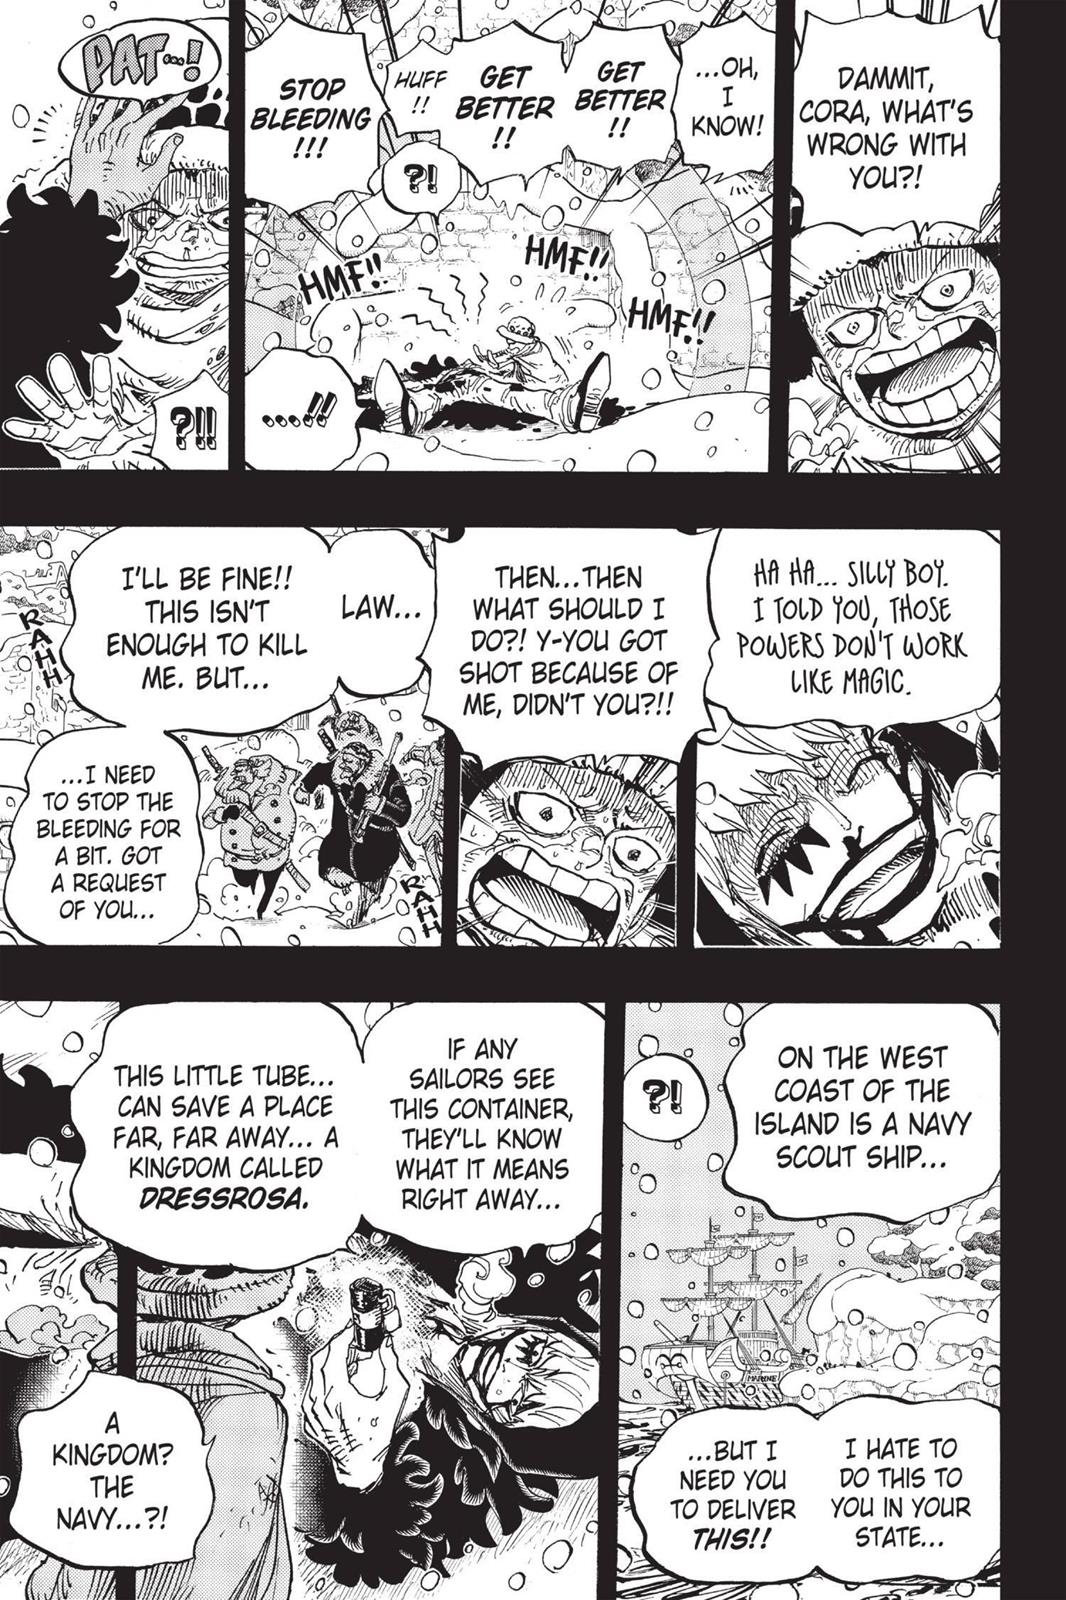 DAMMIT,
CORA, WHAT'S
WRONG WITH
YOU?!
...OH,
I
KNOW!
GET
BETTER
!!
GET
BETTER
!!
HUFF
!!
STOP
BLEEDING
!!!
?!
HMF!!
HMF!!
HMF!!
....!!
PAT...!
?!!
HA HA... SILLY BOY.
I TOLD YOU, THOSE
POWERS DON'T WORK
LIKE MAGIC.
THEN...THEN
WHAT SHOULD I
DO?! Y-YOU GOT
SHOT BECAUSE OF
ME, DIDN'T YOU?!!
LAW...
I'LL BE FINE!!
THIS ISN'T
ENOUGH TO KILL
ME. BUT...
RAHH
RAHH
...I NEED
TO STOP THE
BLEEDING FOR
A BIT. GOT
A REQUEST
OF YOU...
ON THE WEST
COAST OF THE
ISLAND IS A NAVY
SCOUT SHIP...
?!
MARINE
I HATE TO
DO THIS TO
YOU IN YOUR
STATE...
...BUT I
NEED YOU
TO DELIVER
THIS!!
IF ANY
SAILORS SEE
THIS CONTAINER,
THEY'LL KNOW
WHAT IT MEANS
RIGHT AWAY...
THIS LITTLE TUBE...
CAN SAVE A PLACE
FAR, FAR AWAY... A
KINGDOM CALLED
DRESSROSA.
A
KINGDOM?
THE
NAVY...?!